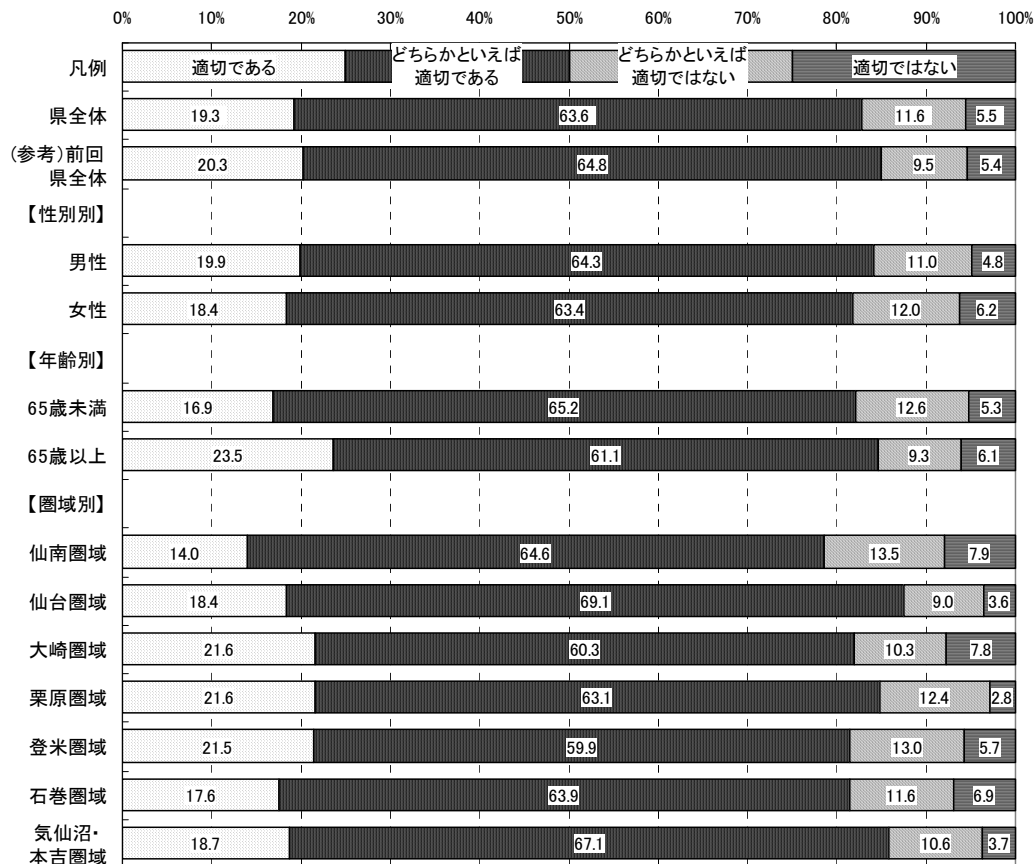 0% 10% 20% 30% 40% 50% 60% 70% 80% 90% 100%
凡例 適切である どちらかといえば適切である どちらかといえば適切ではない 適切ではない
県全体 19.3 63.6 11.6 5.5
(参考)前回
県全体 20.3 64.8 9.5 5.4
【性別別】
男性 19.9 64.3 11.0 4.8
女性 18.4 63.4 12.0 6.2
【年齢別】
65歳未満 16.9 65.2 12.6 5.3
65歳以上 23.5 61.1 9.3 6.1
【圏域別】
仙南圏域 14.0 64.6 13.5 7.9
仙台圏域 18.4 69.1 9.0 3.6
大崎圏域 21.6 60.3 10.3 7.8
栗原圏域 21.6 63.1 12.4 2.8
登米圏域 21.5 59.9 13.0 5.7
石巻圏域 17.6 63.9 11.6 6.9
気仙沼・
本吉圏域 18.7 67.1 10.6 3.7